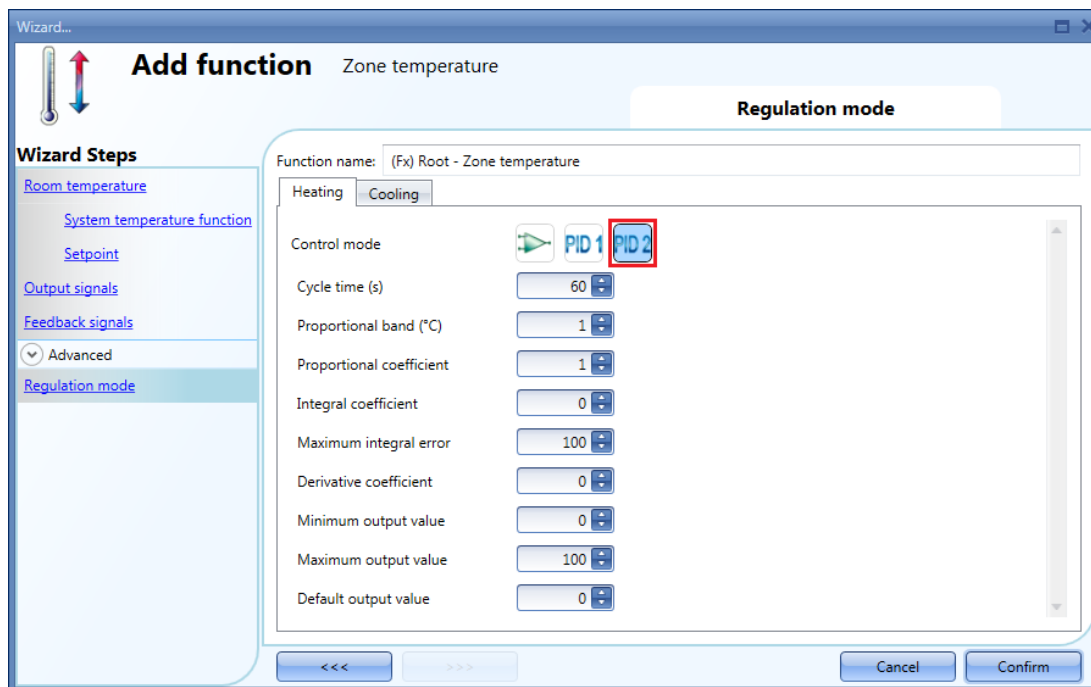 Wizard...
Add function Zone temperature
Regulation mode
Wizard Steps
Room temperature
System temperature function
Setpoint
Output signals
Feedback signals
Advanced
Regulation mode
Function name: (Fx) Root - Zone temperature
Heating Cooling
Control mode PID 1 PID 2
Cycle time (s) 60
Proportional band (°C) 1
Proportional coefficient 1
Integral coefficient 0
Maximum integral error 100
Derivative coefficient 0
Minimum output value 0
Maximum output value 100
Default output value 0
<<< >>> Cancel Confirm